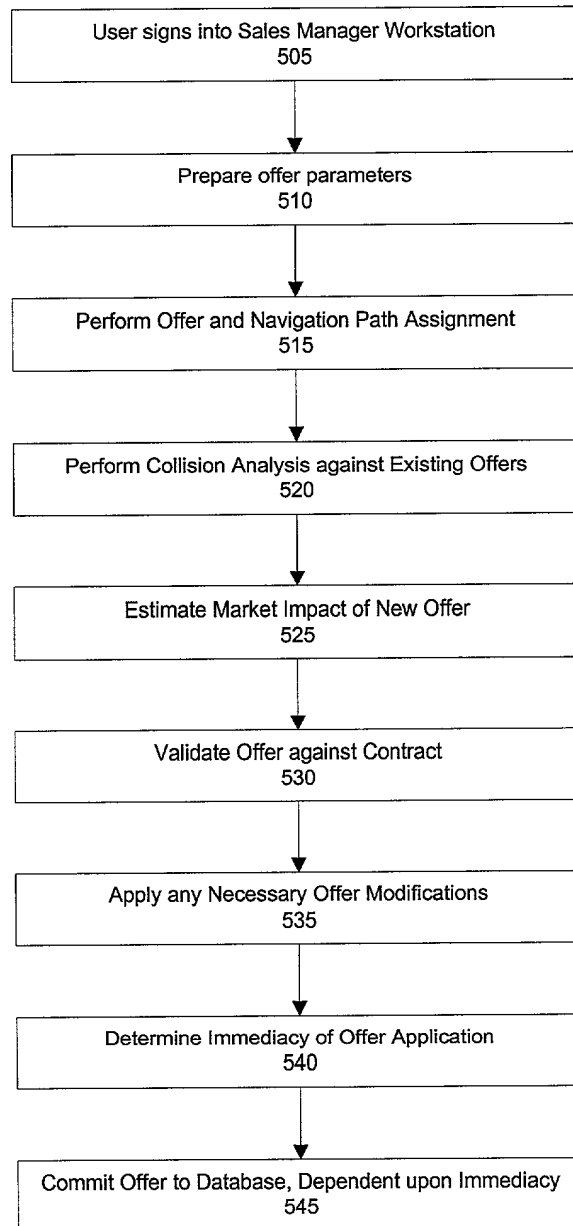 User signs into Sales Manager Workstation
505
Prepare offer parameters
510
Perform Offer and Navigation Path Assignment
515
Perform Collision Analysis against Existing Offers
520
Estimate Market Impact of New Offer
525
Validate Offer against Contract
530
Apply any Necessary Offer Modifications
535
Determine Immediacy of Offer Application
540
Commit Offer to Database, Dependent upon Immediacy
545